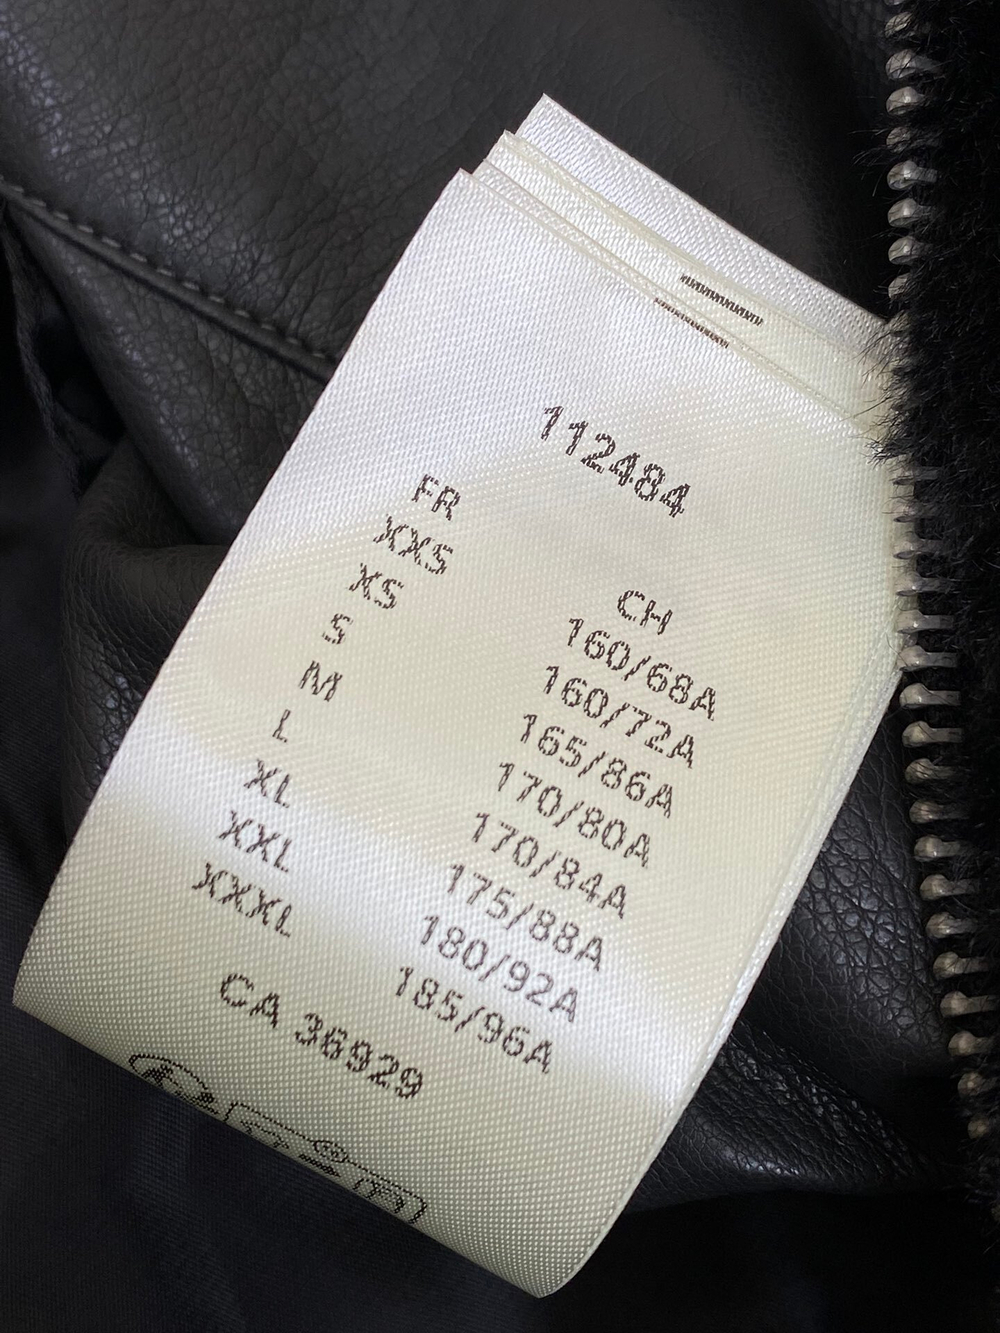 112484
FR CH
XXS 160/68A
XS 160/72A
S 165/86A
M 170/80A
L 170/84A
XL 175/88A
XXL 180/92A
XXXL 185/96A
CA 36929